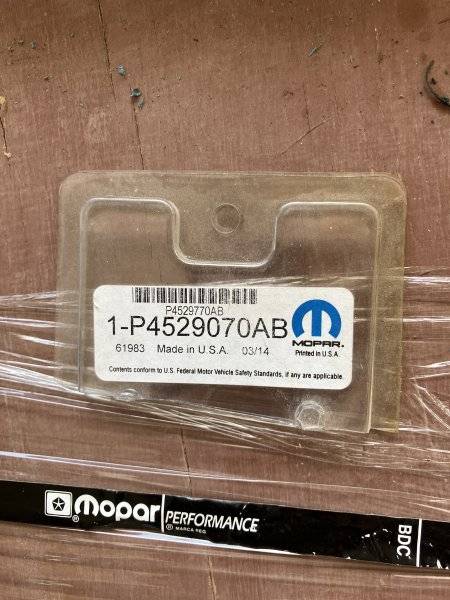 P4529770AB
1-P4529070AB
61983 Made in U.S.A. 03/14
MOPAR.
Printed in U.S.A.
Contents conform to U.S. Federal Motor Vehicle Safety Standards, if any are applicable.
Mopar PERFORMANCE
® MARCA REG
BDC